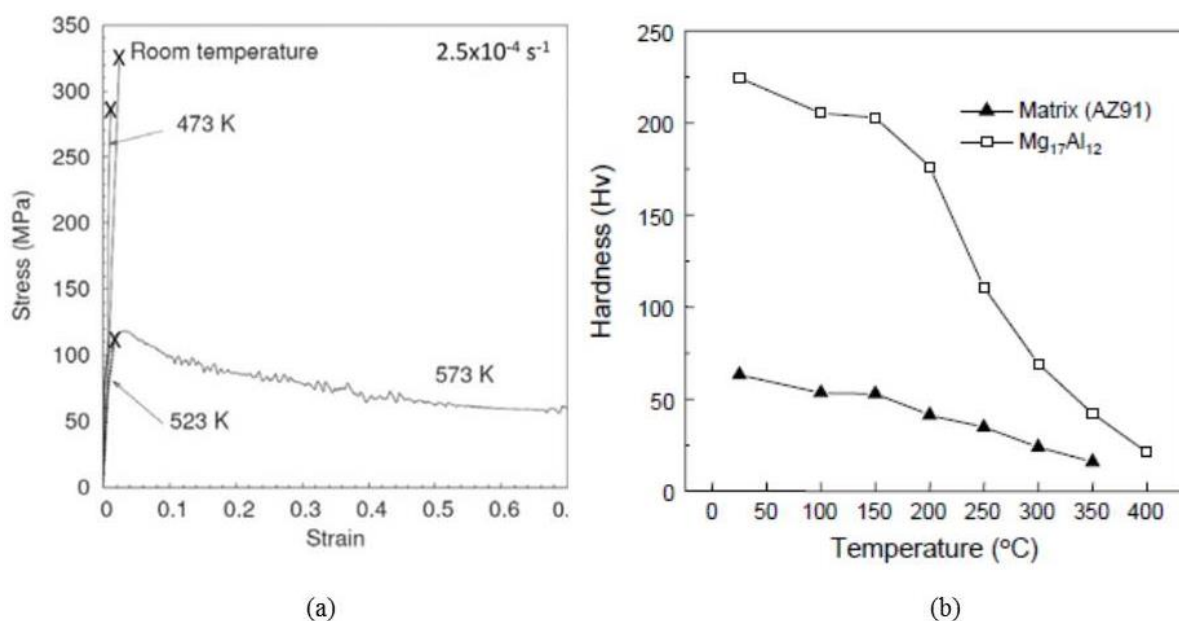 350
300
250
200
150
100
50
0
Stress (MPa)
Room temperature
2.5x10⁻⁴ s⁻¹
473 K
573 K
523 K
0 0.1 0.2 0.3 0.4 0.5 0.6 0.
Strain
(a)
250
200
150
100
50
0
Hardness (Hv)
Matrix (AZ91)
Mg₁₇Al₁₂
0 50 100 150 200 250 300 350 400
Temperature (°C)
(b)